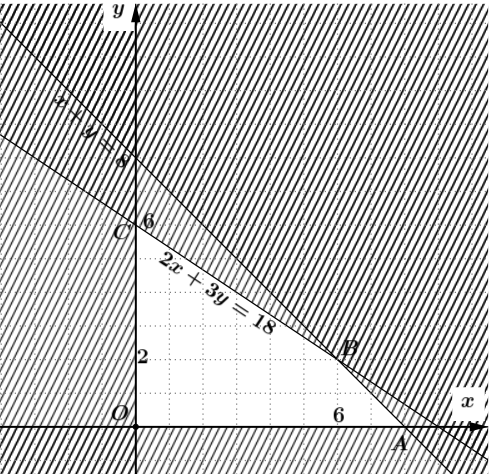 y
x + y = 8
6
C
2x + 3y = 18
2
B
O
6
x
A